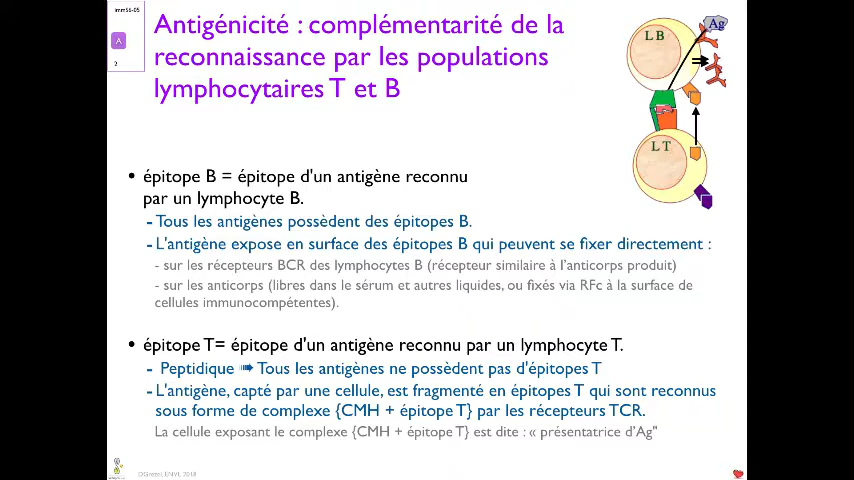 imm56-05
A
2
Antigénicité : complémentarité de la
reconnaissance par les populations
lymphocytaires T et B
Ag
L B
L T
• épitope B = épitope d'un antigène reconnu
par un lymphocyte B.
- Tous les antigènes possèdent des épitopes B.
- L'antigène expose en surface des épitopes B qui peuvent se fixer directement :
- sur les récepteurs BCR des lymphocytes B (récepteur similaire à l'anticorps produit)
- sur les anticorps (libres dans le sérum et autres liquides, ou fixés via RFc à la surface de
cellules immunocompétentes).
• épitope T= épitope d'un antigène reconnu par un lymphocyte T.
- Peptidique ➠ Tous les antigènes ne possèdent pas d'épitopes T
- L'antigène, capté par une cellule, est fragmenté en épitopes T qui sont reconnus
sous forme de complexe {CMH + épitope T} par les récepteurs TCR.
La cellule exposant le complexe {CMH + épitope T} est dite : « présentatrice d'Ag"